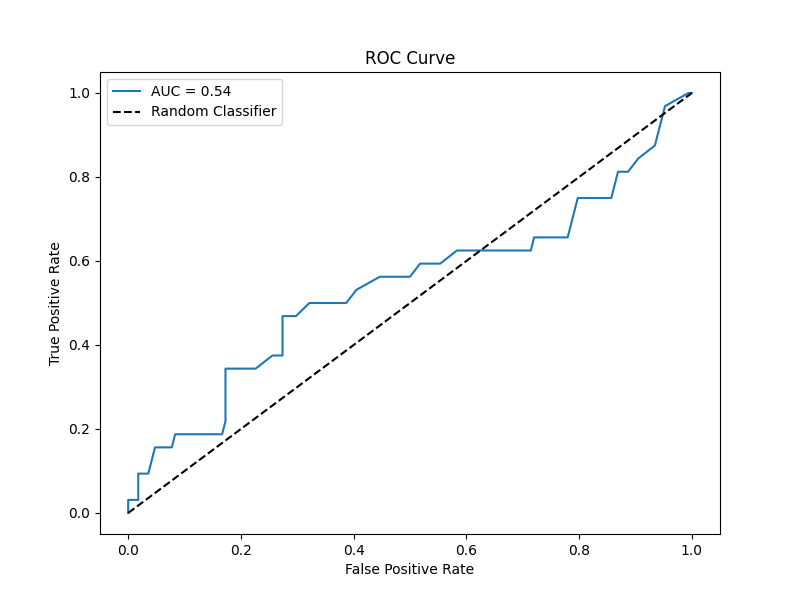 ROC Curve
AUC = 0.54
Random Classifier
True Positive Rate
1.0
0.8
0.6
0.4
0.2
0.0
0.0 0.2 0.4 0.6 0.8 1.0
False Positive Rate